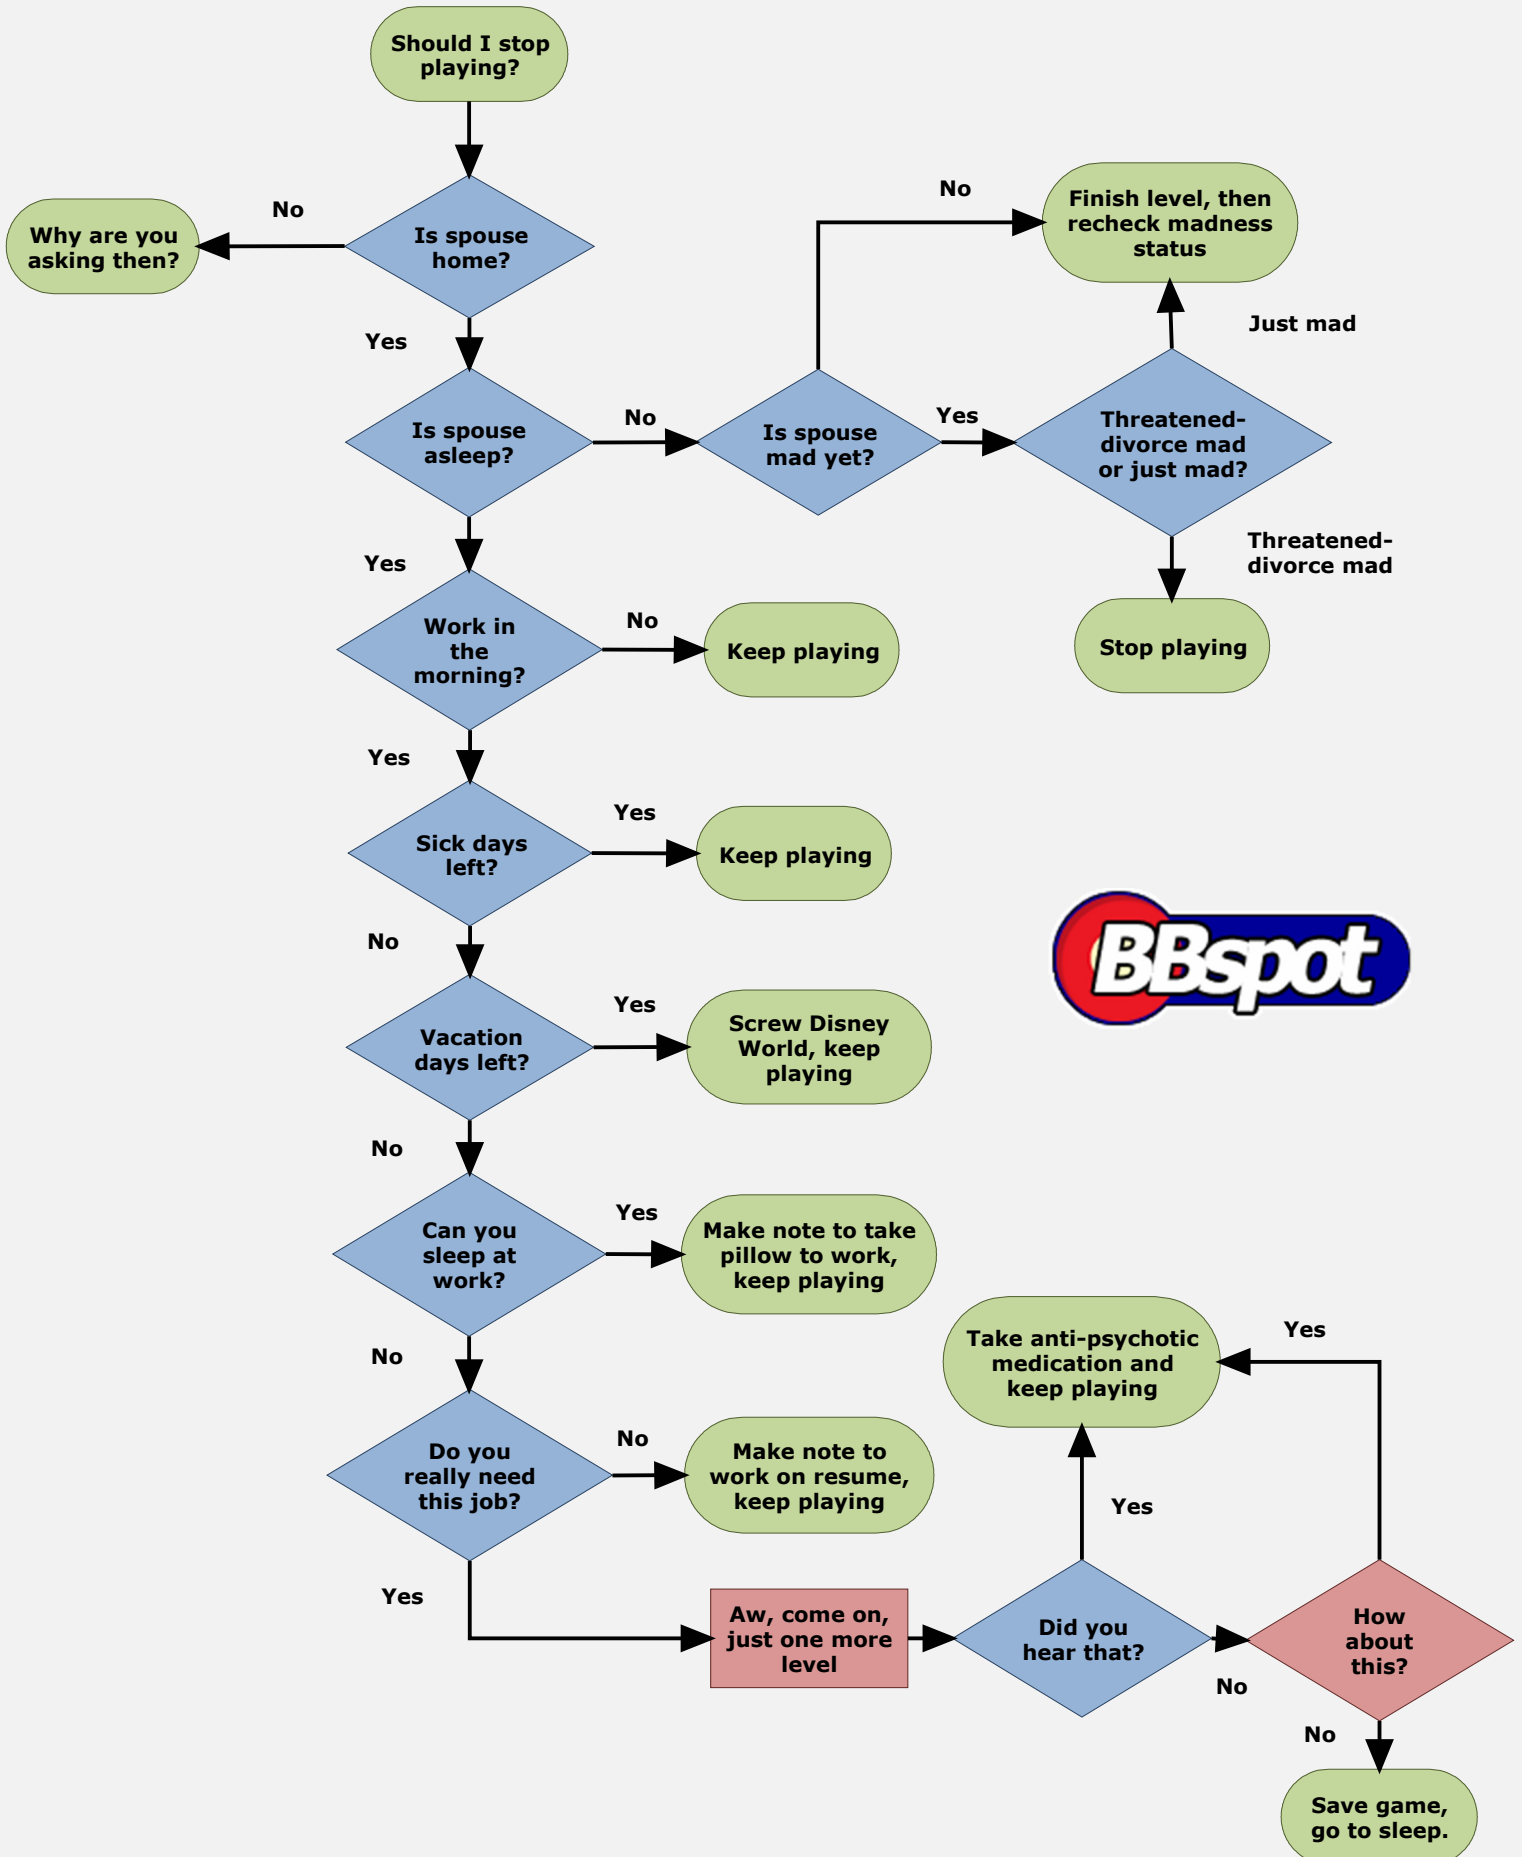 Should I stop
playing?
No
Why are you
asking then?
Is spouse
home?
Yes
No
Finish level, then
recheck madness
status
Just mad
Is spouse
asleep?
No
Is spouse
mad yet?
Yes
Threatened-
divorce mad
or just mad?
Threatened-
divorce mad
Stop playing
Yes
Work in
the
morning?
No
Keep playing
Yes
Sick days
left?
Yes
Keep playing
No
BBspot
Vacation
days left?
Yes
Screw Disney
World, keep
playing
No
Can you
sleep at
work?
Yes
Make note to take
pillow to work,
keep playing
No
Do you
really need
this job?
No
Make note to
work on resume,
keep playing
Yes
Aw, come on,
just one more
level
Did you
hear that?
Yes
Take anti-psychotic
medication and
keep playing
Yes
No
How
about
this?
No
Save game,
go to sleep.